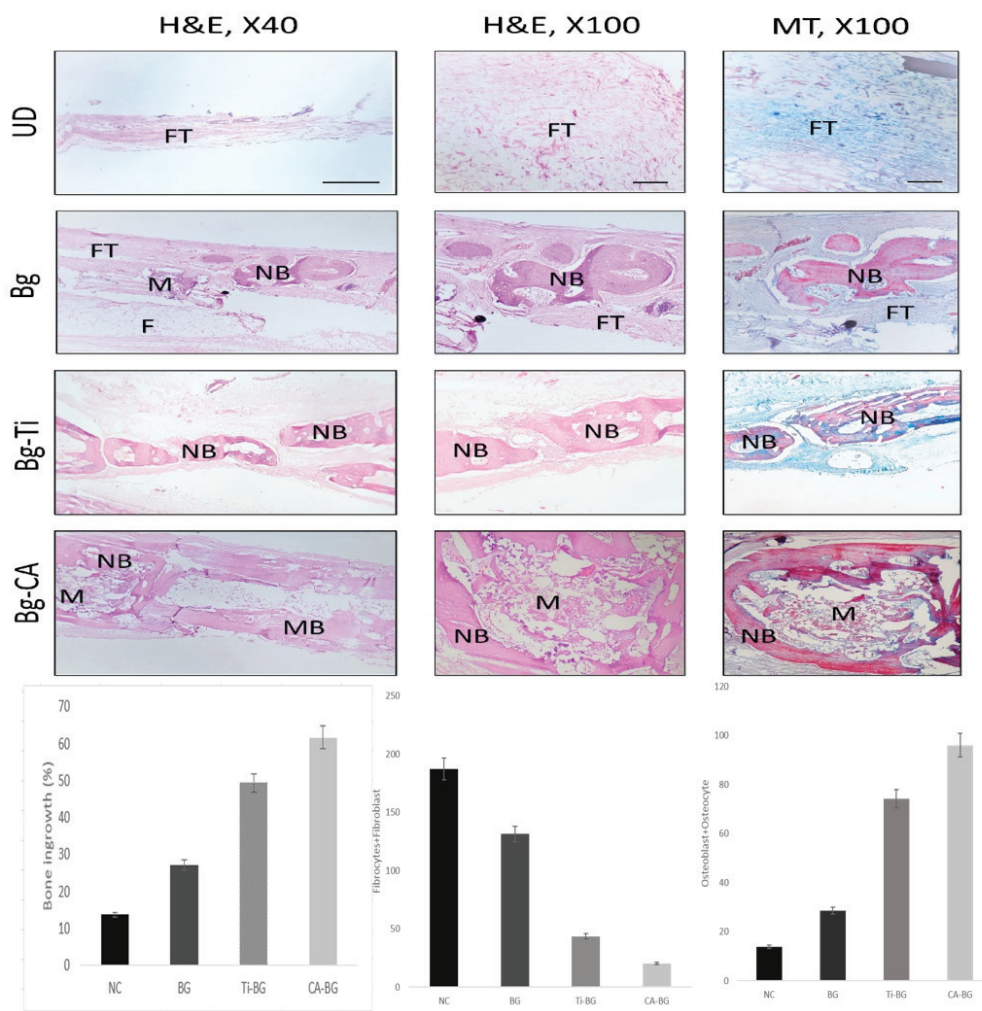 H&E, X40 H&E, X100 MT, X100
UD
FT FT FT
Bg
FT M NB F
NB FT
NB FT
Bg-Ti
NB NB
NB NB
NB NB
Bg-CA
NB M MB
M NB
M NB
Bone ingrowth (%)
70
60
50
40
30
20
10
0
NC BG Ti-BG CA-BG
Fibrocytes+Fibroblast
250
200
150
100
50
0
NC BG Ti-BG CA-BG
Osteoblast+Osteocyte
120
100
80
60
40
20
0
NC BG Ti-BG CA-BG